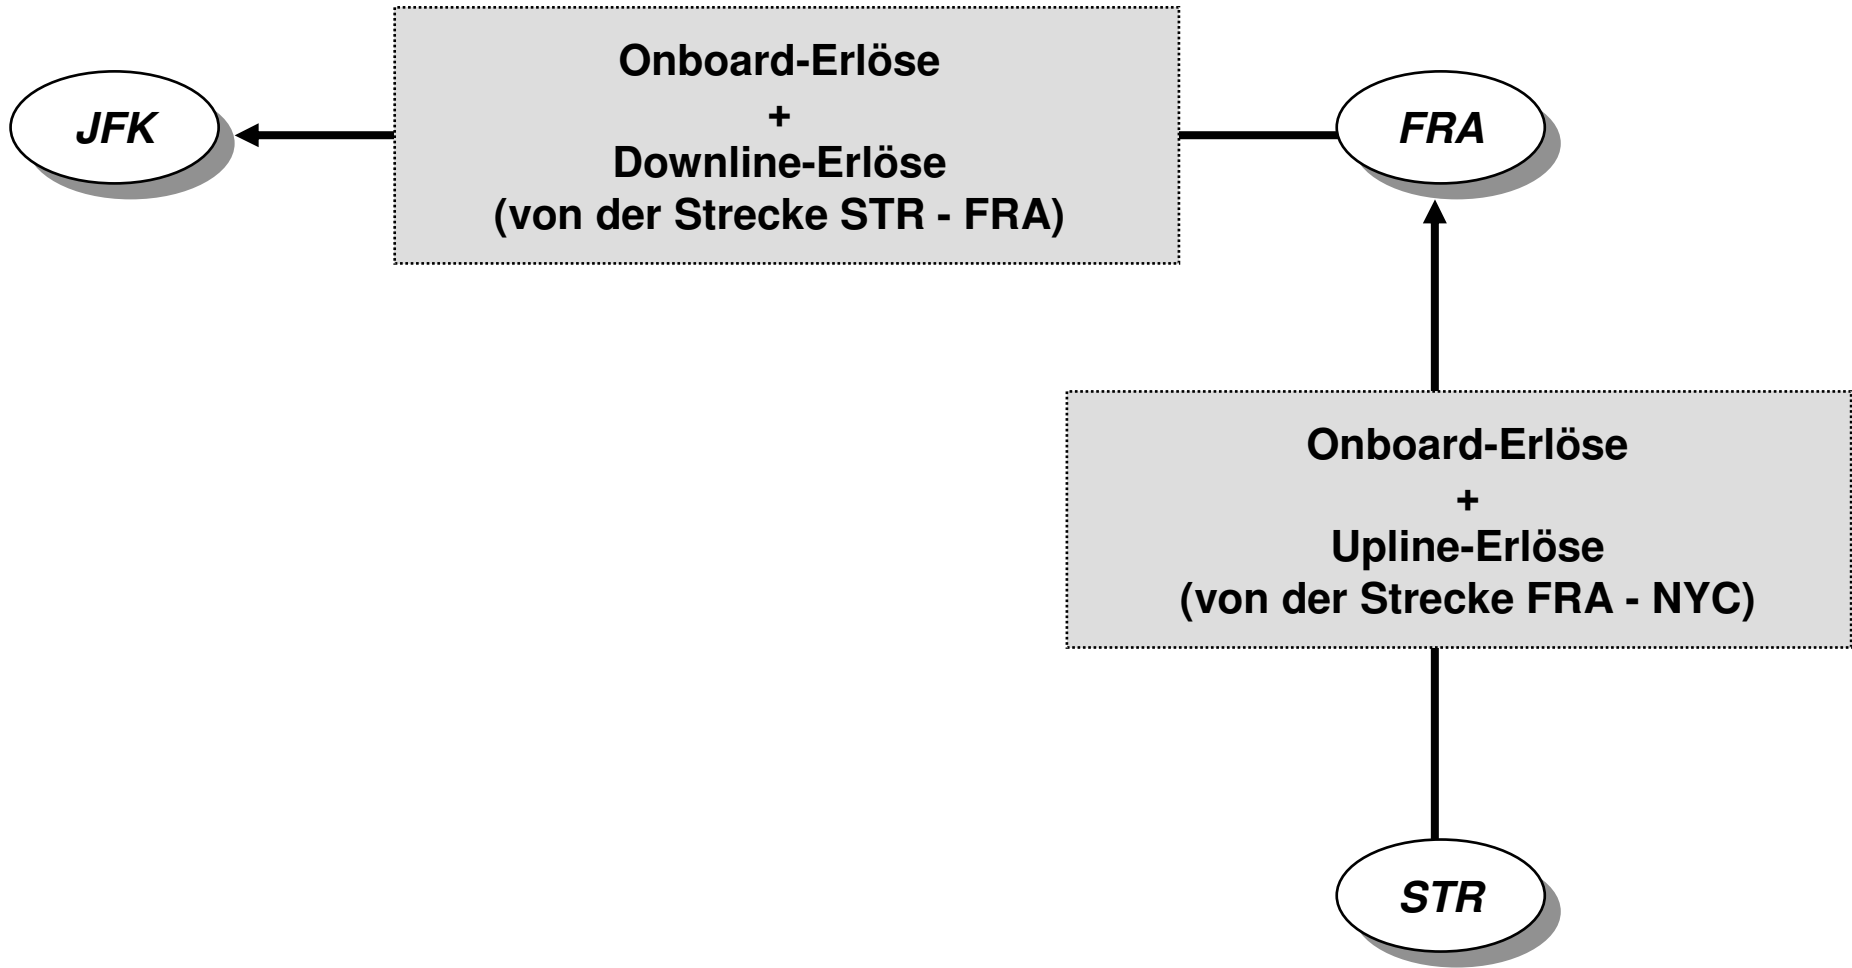 Onboard-Erlöse
+
Downline-Erlöse
(von der Strecke STR - FRA)
JFK
FRA
Onboard-Erlöse
+
Upline-Erlöse
(von der Strecke FRA - NYC)
STR